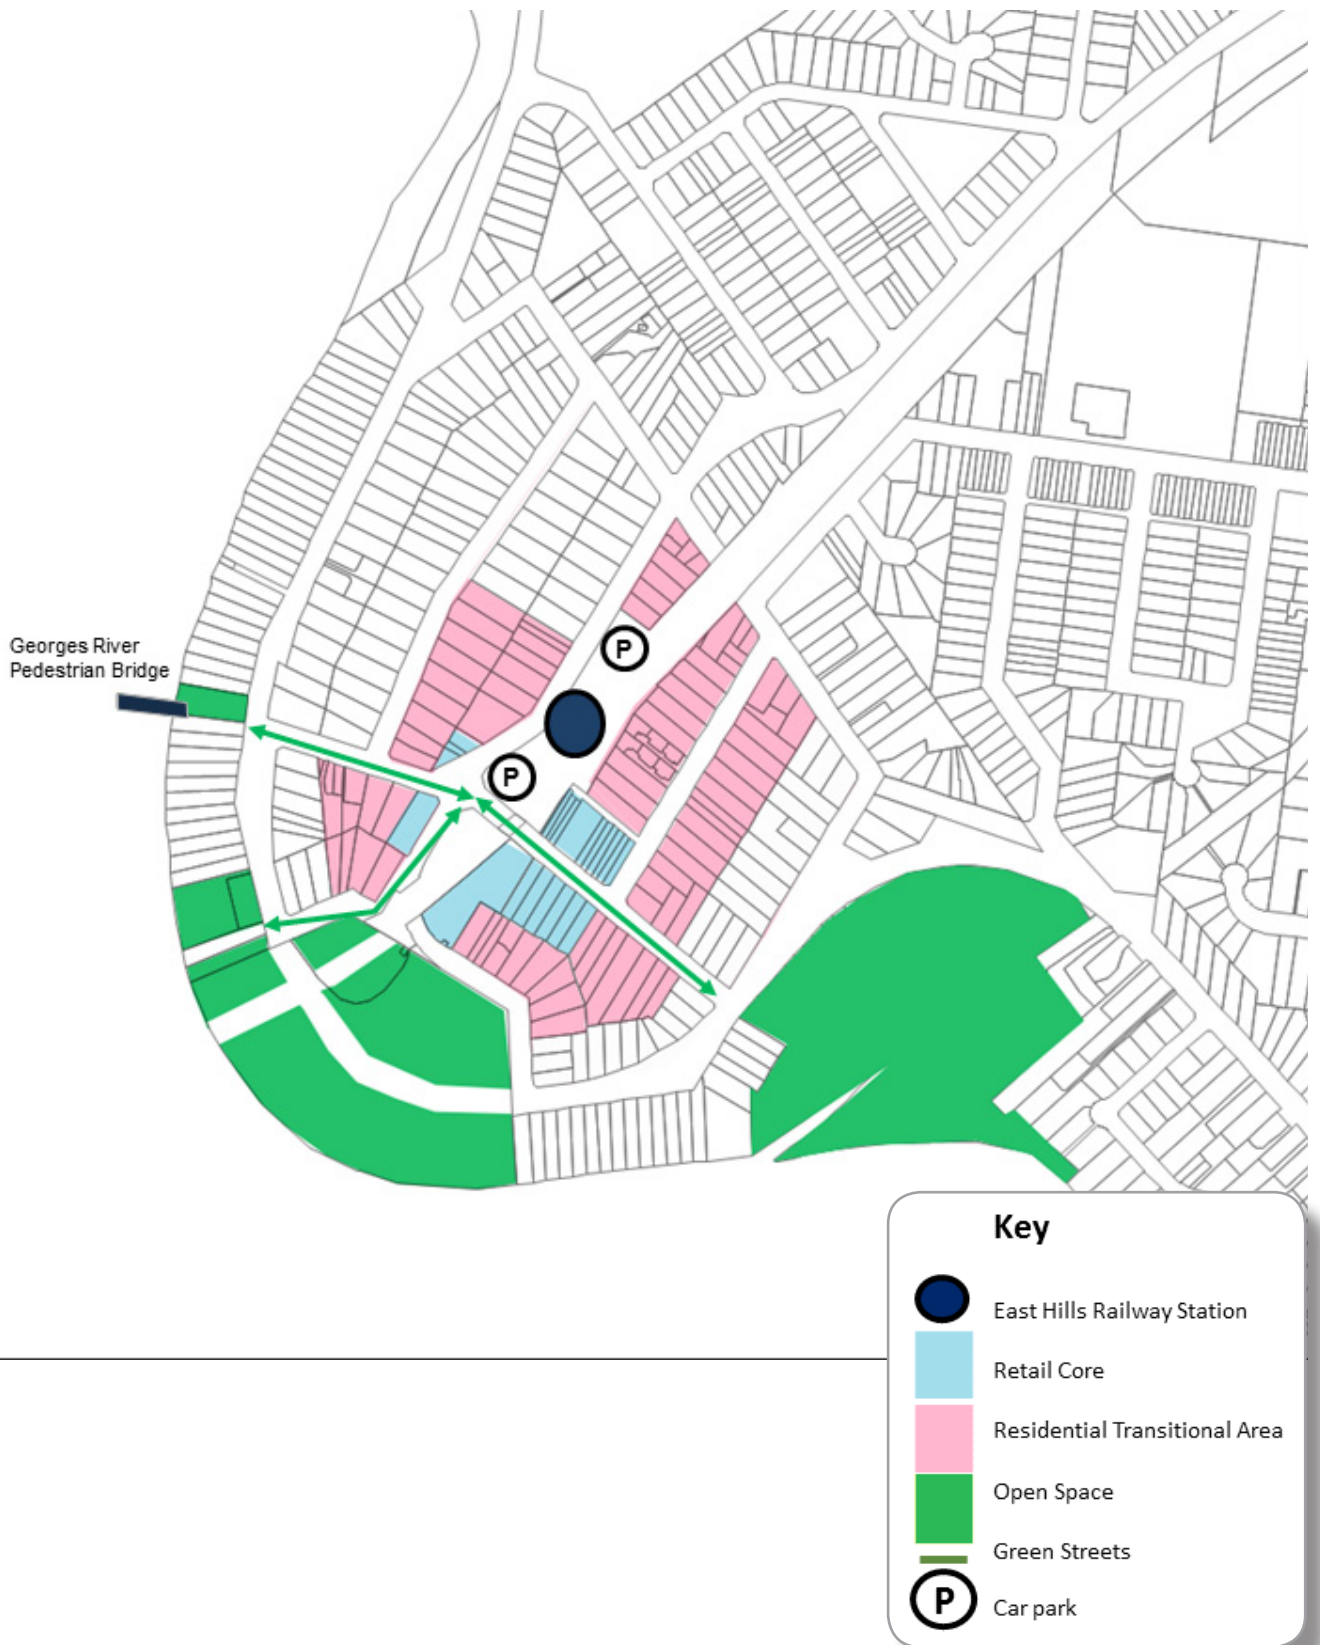 Georges River
Pedestrian Bridge
P
P
Key
East Hills Railway Station
Retail Core
Residential Transitional Area
Open Space
Green Streets
P
Car park